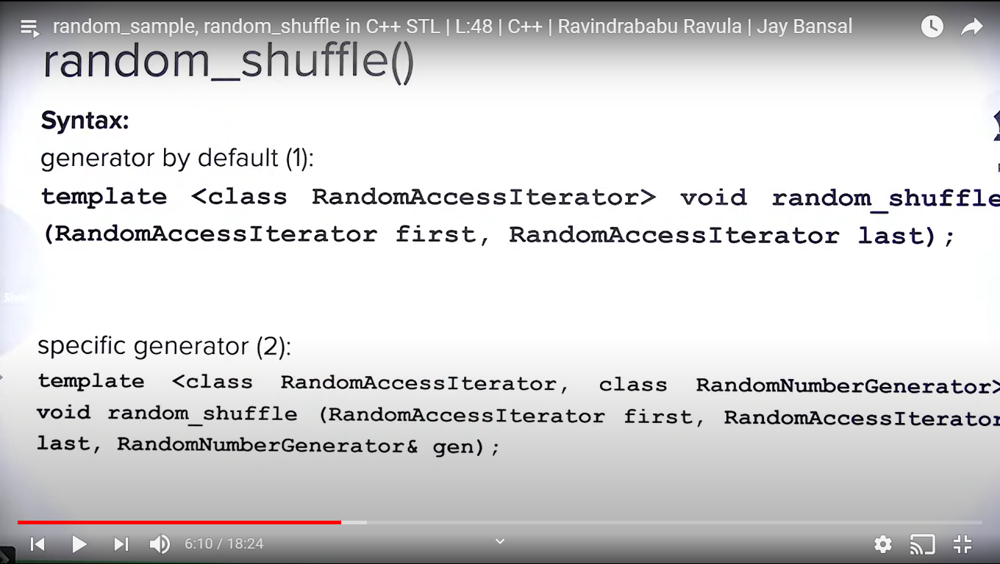 random_sample, random_shuffle in C++ STL | L:48 | C++ | Ravindrababu Ravula | Jay Bansal
random_shuffle()
Syntax:
generator by default (1):
template <class RandomAccessIterator> void random_shuffle
(RandomAccessIterator first, RandomAccessIterator last);
specific generator (2):
template <class RandomAccessIterator, class RandomNumberGenerator>
void random_shuffle (RandomAccessIterator first, RandomAccessIterator
last, RandomNumberGenerator& gen);
6:10 / 18:24